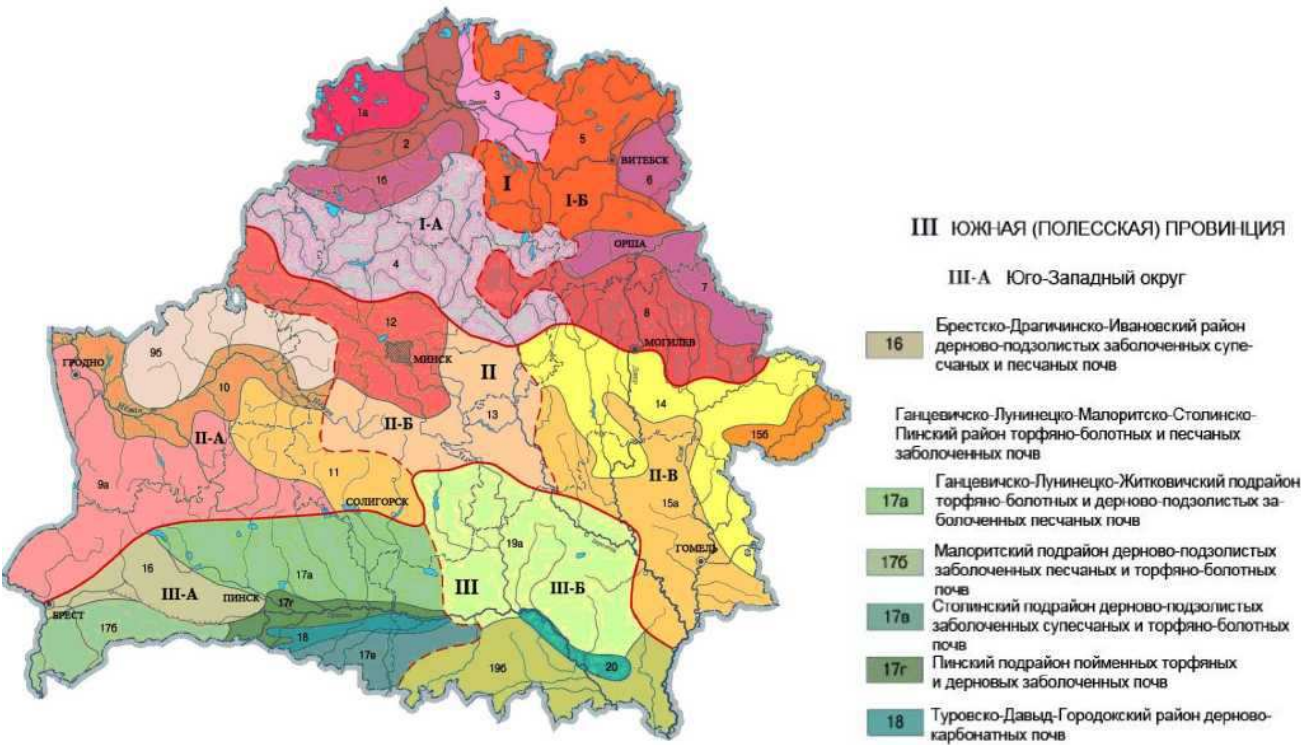 1а
3
5
2
1б
ВИТЕБСК
6
I
I-Б
I-А
ОРША
4
7
12
8
9б
МИНСК
МОГИЛЕВ
ГРОДНО
II
10
14
13
II-Б
15б
II-А
II-В
11
9а
15а
СОЛИГОРСК
19а
ГОМЕЛЬ
16
17а
III-А
III
III-Б
ПИНСК
17г
БРЕСТ
17б
18
17в
19б
20
III ЮЖНАЯ (ПОЛЕССКАЯ) ПРОВИНЦИЯ
III-А Юго-Западный округ
16 Брестско-Драгичинско-Ивановский район
дерново-подзолистых заболоченных супе-
счаных и песчаных почв
Ганцевичско-Лунинецко-Малоритско-Столинско-
Пинский район торфяно-болотных и песчаных
заболоченных почв
17а Ганцевичско-Лунинецко-Житковичский подрайон
торфяно-болотных и дерново-подзолистых за-
болоченных песчаных почв
17б Малоритский подрайон дерново-подзолистых
заболоченных песчаных и торфяно-болотных
почв
17в Столинский подрайон дерново-подзолистых
заболоченных супесчаных и торфяно-болотных
почв
17г Пинский подрайон пойменных торфяных
и дерновых заболоченных почв
18 Туровско-Давыд-Городокский район дерново-
карбонатных почв